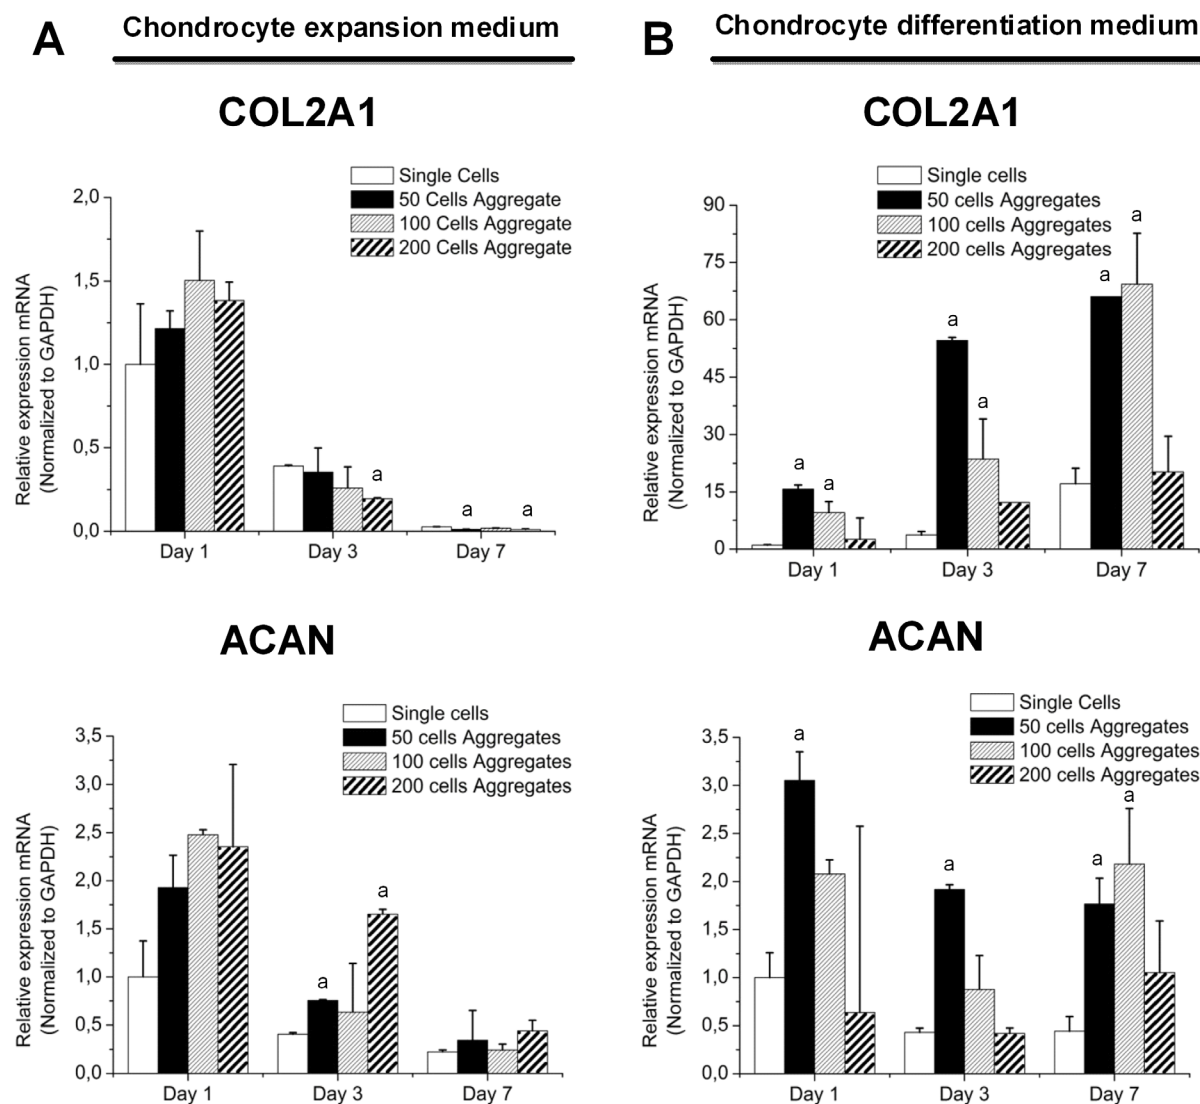 A
Chondrocyte expansion medium
COL2A1
Single Cells
50 Cells Aggregate
100 Cells Aggregate
200 Cells Aggregate
Relative expression mRNA
(Normalized to GAPDH)
2,0
1,5
1,0
0,5
0,0
a
a
a
Day 1
Day 3
Day 7
ACAN
Single cells
50 cells Aggregates
100 cells Aggregates
200 cells Aggregates
Relative expression mRNA
(Normalized to GAPDH)
3,5
3,0
2,5
2,0
1,5
1,0
0,5
0,0
a
a
Day 1
Day 3
Day 7
B
Chondrocyte differentiation medium
COL2A1
Single cells
50 cells Aggregates
100 cells Aggregates
200 cells Aggregates
Relative expression mRNA
(Normalized to GAPDH)
90
75
60
45
30
15
0
a
a
a
a
a
a
Day 1
Day 3
Day 7
ACAN
Single Cells
50 cells Aggregates
100 cells Aggregates
200 cells Aggregates
Relative expression mRNA
(Normalized to GAPDH)
3,5
3,0
2,5
2,0
1,5
1,0
0,5
0,0
a
a
a
a
Day 1
Day 3
Day 7